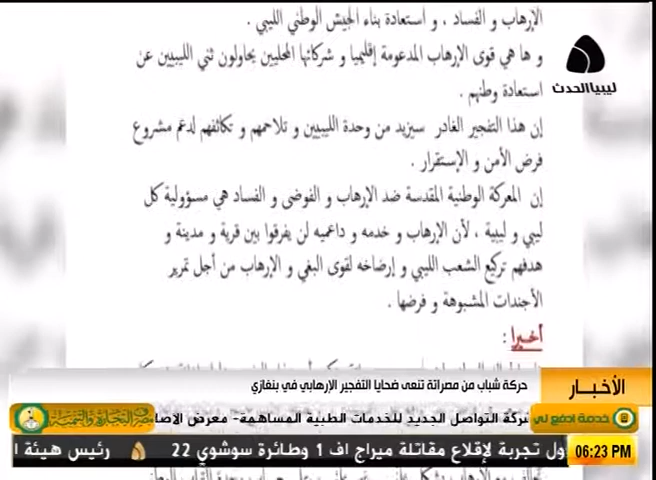 الإرهاب و الفساد ، و استعادة بناء الجيش الوطني الليبي .
و ها هي قوى الإرهاب المدعومة إقليميا و شركائها المحليين يحاولون ثني الليبيين عن
استعادة وطنهم .
إن هذا التفجير الغادر سيزيد من وحدة الليبيين و تلاحمهم و تكاتفهم لدعم مشروع
فرض الأمن و الإستقرار .
إن المعركة الوطنية المقدسة ضد الإرهاب و الفوضى و الفساد هي مسؤولية كل
ليبي و ليبية ، لأن الإرهاب و خدمه و داعميه لن يفرقوا بين قرية و مدينة و
هدفهم تركيع الشعب الليبي و إرضاخه لقوى البغي و الإرهاب من أجل تمرير
الأجندات المشبوهة و فرضها .
أخيرا :
ليبيا الحدث
الأخبار
حركة شباب من مصراتة تنعى ضحايا التفجير الإرهابي في بنغازي
خدمة ادفع لي
شركة التواصل الجديد للخدمات الطبية المساهمة- معرض
التجارة والتنمية
06:23 PM
تجربة لإقلاع مقاتلة ميراج اف 1 وطائرة سوشوي 22
رئيس هيئة